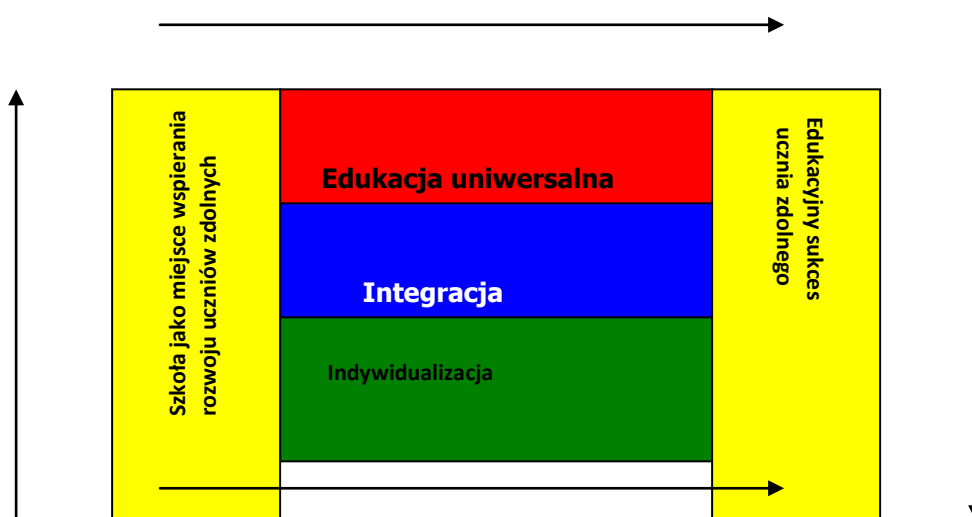 Szkoła jako miejsce wspierania
rozwoju uczniów zdolnych
Edukacja uniwersalna
Integracja
Indywidualizacja
Edukacyjny sukces
ucznia zdolnego